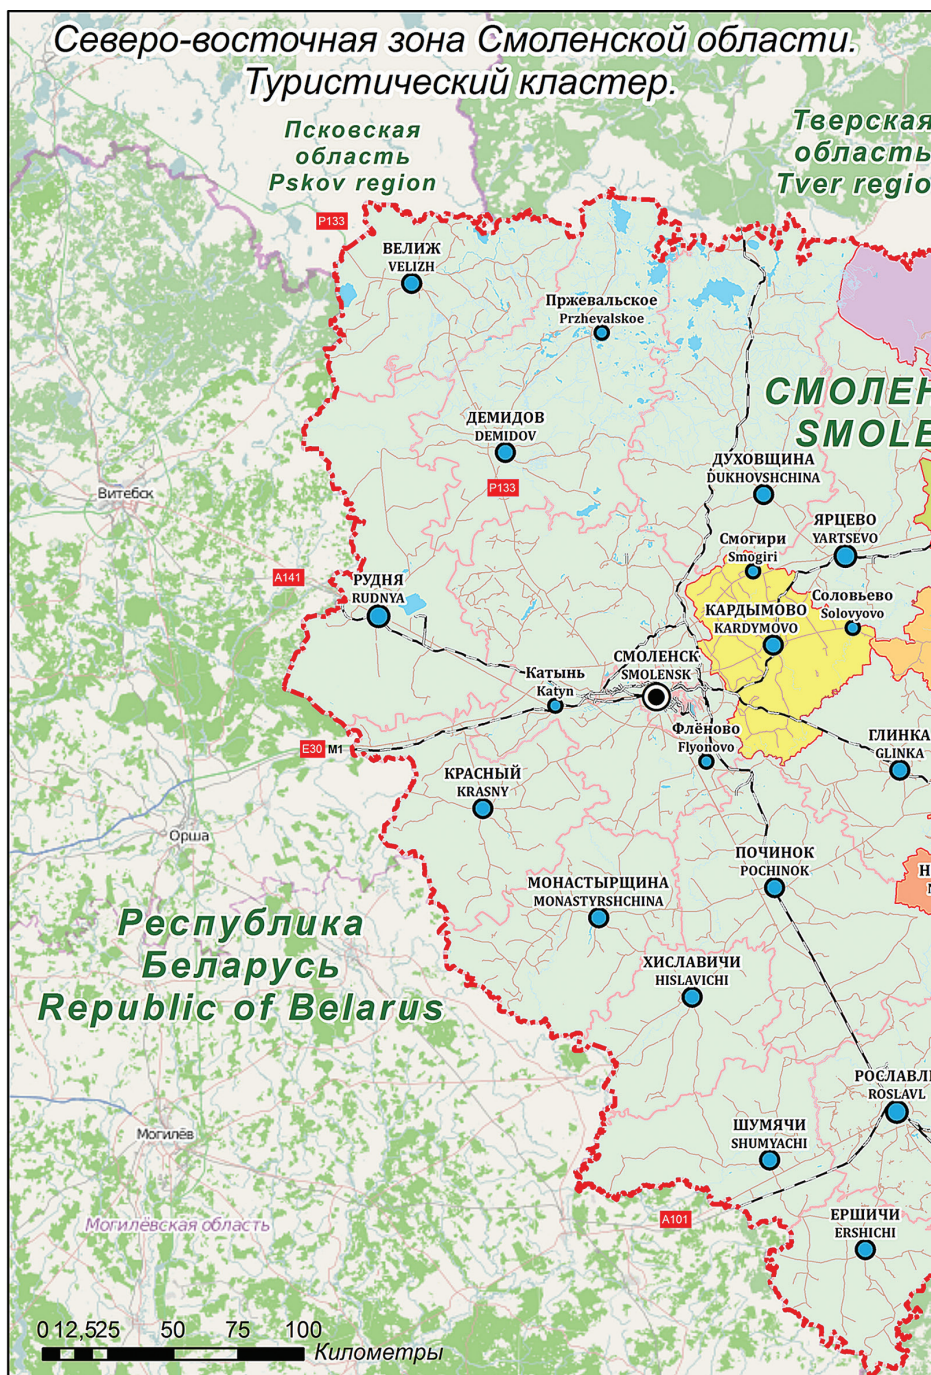 Северо-восточная зона Смоленской области.
Туристический кластер.
Псковская
область
Pskov region
Тверская
область
Tver regio
P133
ВЕЛИЖ
VELIZH
Пржевальское
Przhevalskoe
СМОЛЕН
SMOLE
ДЕМИДОВ
DEMIDOV
P133
ДУХОВЩИНА
DUKHOVSHCHINA
Витебск
ЯРЦЕВО
YARTSEVO
Смогири
Smogiri
A141
РУДНЯ
RUDNYA
Соловьево
Solovyovo
КАРДЫМОВО
KARDYMOVO
СМОЛЕНСК
SMOLENSK
Катынь
Katyn
Флёново
Flyonovo
ГЛИНКА
GLINKA
E30 M1
КРАСНЫЙ
KRASNY
Орша
ПОЧИНОК
POCHINOK
МОНАСТЫРЩИНА
MONASTYRSHCHINA
Н
Республика
Беларусь
Republic of Belarus
ХИСЛАВИЧИ
HISLAVICHI
РОСЛАВЛ
ROSLAVL
Могилёв
ШУМЯЧИ
SHUMYACHI
Могилёвская область
A101
ЕРШИЧИ
ERSHICHI
0 12,5 25 50 75 100
Километры